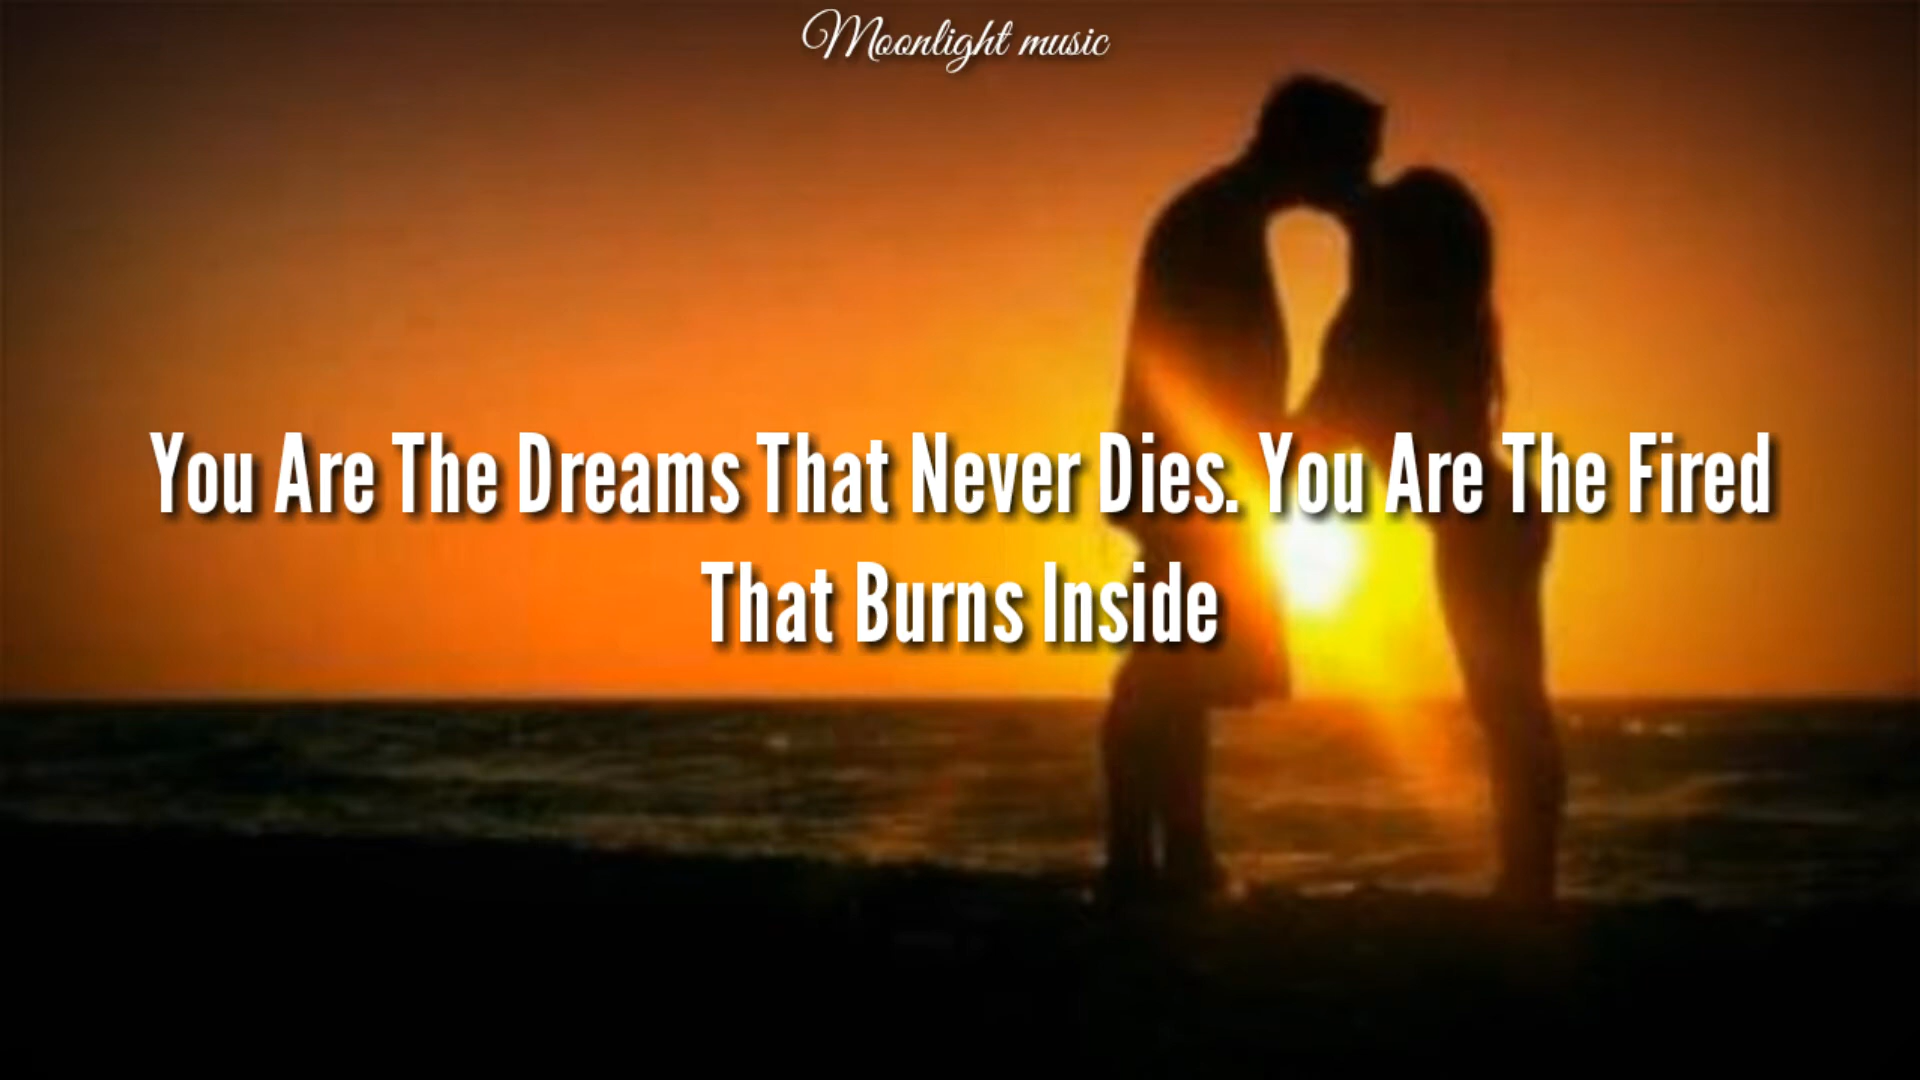 Moonlight music
You Are The Dreams That Never Dies. You Are The Fired
That Burns Inside